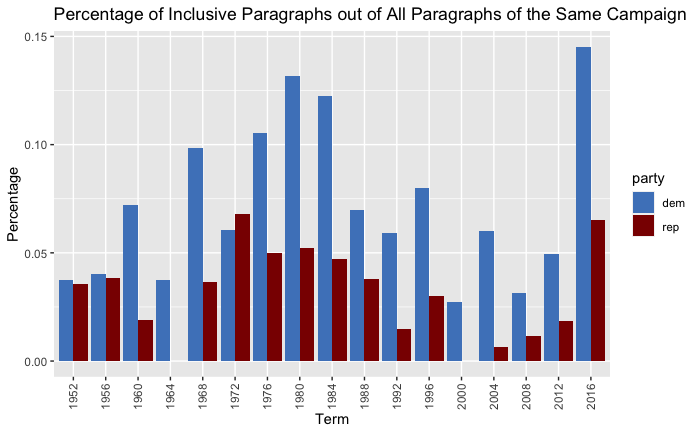 Percentage of Inclusive Paragraphs out of All Paragraphs of the Same Campaign
0.15
0.10
0.05
0.00
Percentage
1952 1956 1960 1964 1968 1972 1976 1980 1984 1988 1992 1996 2000 2004 2008 2012 2016
Term
party
dem
rep